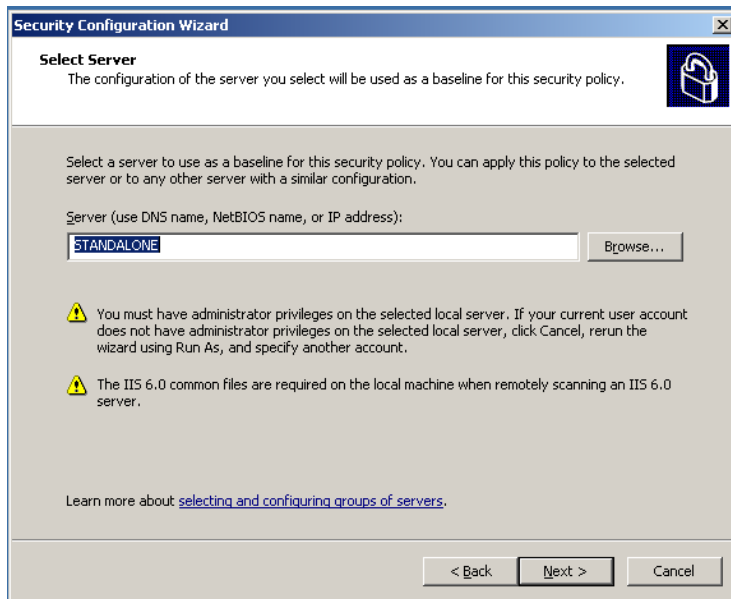 Security Configuration Wizard
Select Server
The configuration of the server you select will be used as a baseline for this security policy.
Select a server to use as a baseline for this security policy. You can apply this policy to the selected
server or to any other server with a similar configuration.
Server (use DNS name, NetBIOS name, or IP address):
STANDALONE
Browse...
You must have administrator privileges on the selected local server. If your current user account
does not have administrator privileges on the selected local server, click Cancel, rerun the
wizard using Run As, and specify another account.
The IIS 6.0 common files are required on the local machine when remotely scanning an IIS 6.0
server.
Learn more about selecting and configuring groups of servers.
< Back
Next >
Cancel